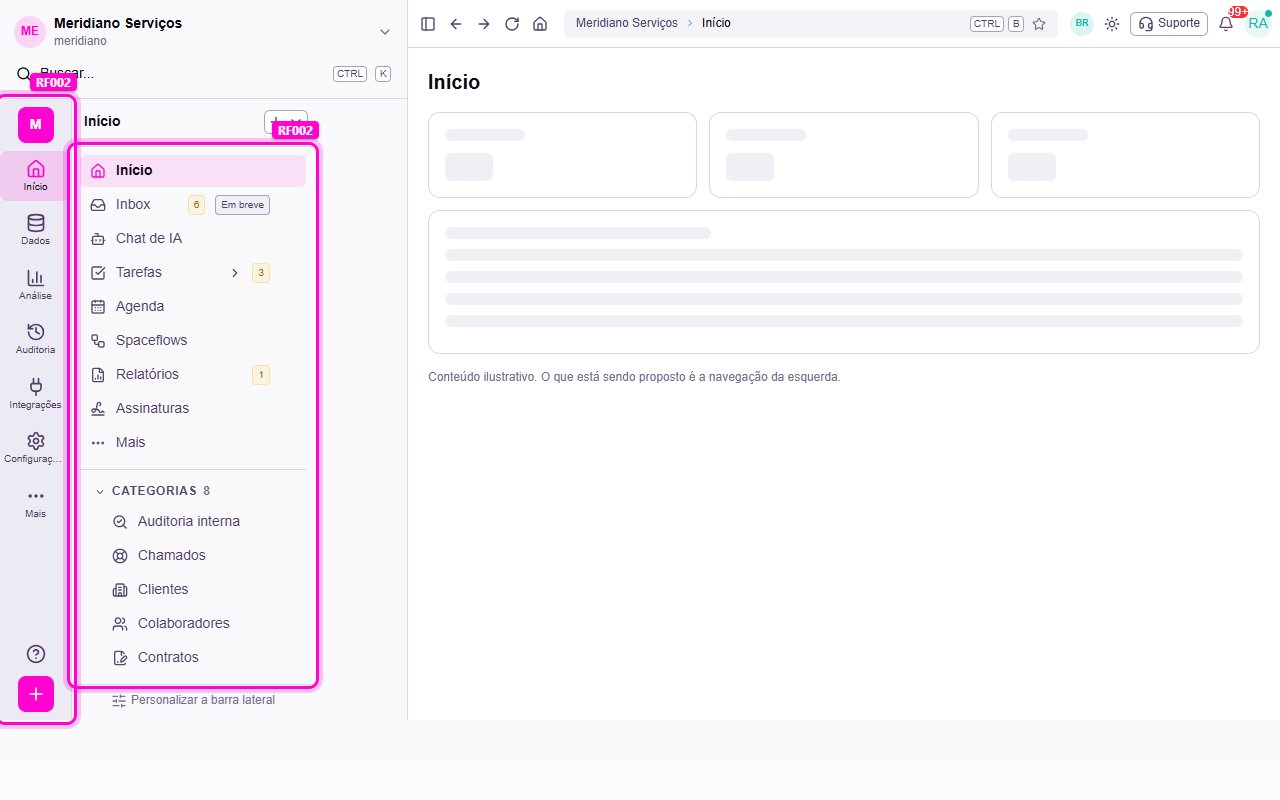 ME
Meridiano Serviços
meridiano
Buscar...
CTRL K
RF002
M
Início
Dados
Análise
Auditoria
Integrações
Configuraç...
Mais
Início
RF002
Início
Inbox 6 Em breve
Chat de IA
Tarefas 3
Agenda
Spaceflows
Relatórios 1
Assinaturas
Mais
CATEGORIAS 8
Auditoria interna
Chamados
Clientes
Colaboradores
Contratos
Personalizar a barra lateral
Meridiano Serviços Início CTRL B
BR
Suporte
99+
RA
Início
Conteúdo ilustrativo. O que está sendo proposto é a navegação da esquerda.